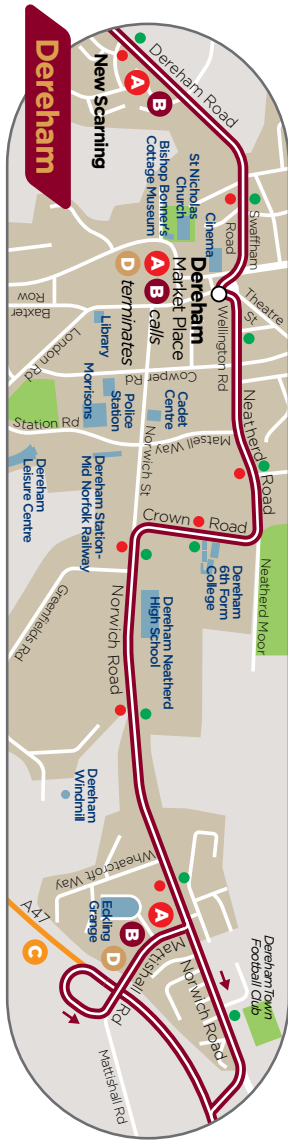 Dereham
New Scarning
A
B
Dereham Road
Swaffham
Road
St Nicholas
Church
Bishop Bonner's
Cottage Museum
Cinema
Dereham
Market Place
A B calls
D terminates
Wellington Rd
Theatre
St
Baxter
Row
London Rd
Library
Cowper Rd
Morrisons
Police
Station
Cadet
Centre
Norwich St
Station Rd
Matsell Way
Neatherd
Road
Neatherd Moor
Crown Road
Dereham
6th Form
College
Dereham
Leisure Centre
Dereham Station-
Mid Norfolk Railway
Dereham Neatherd
High School
Norwich Road
Greenfields Rd
Dereham
Windmill
Wheatcroft Way
Eckling
Grange
A
B
D
Mattishall
Rd
Norwich Road
Dereham Town
Football Club
A47
C
Mattishall Rd